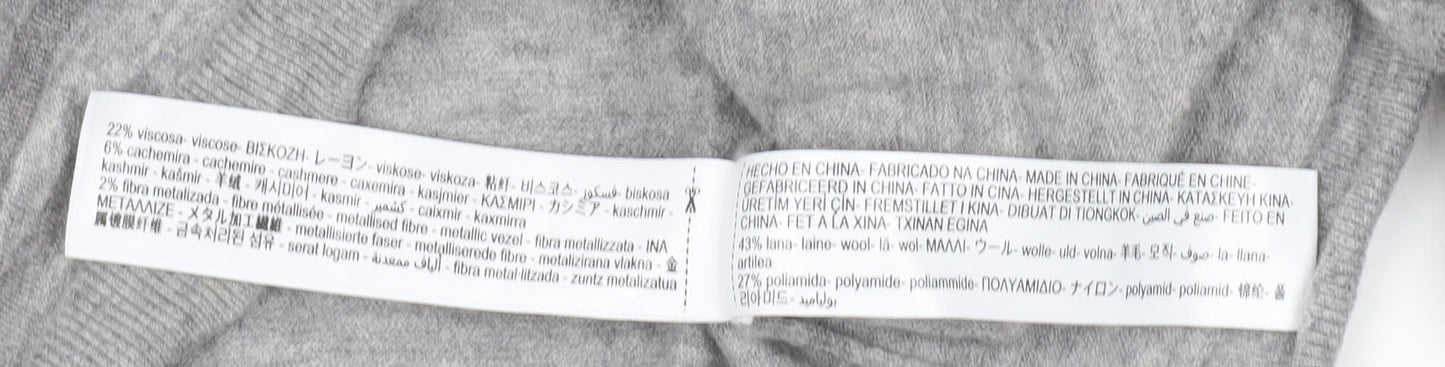 22% viscosa- viscose- ΒΙΣΚΟΖΗ- レーヨン- viskose- viskoza- 粘纤- 비스코스- فسكوز- biskosa
6% cachemira - cachemire - cashmere - caxemira - kasjmier - ΚΑΣΜΙΡΙ - カシミア - kaschmir -
kashmir - kašmir - 羊绒 - 캐시미어 - kasmir - كشمير - caixmir - kaxmirra
2% fibra metalizada - fibre métallisée - metallised fibre - metallic vezel - fibra metallizzata - ΙΝΑ
ΜΕΤΑΛΛΙΖΕ - メタル加工繊維 - metallisierte faser - metalliserede fibre - metalizirana vlakna - 金
属镀膜纤维 - 금속처리된 섬유 - serat logam - ألياف ممعدنة - fibra metal·litzada - zuntz metalizatua
HECHO EN CHINA- FABRICADO NA CHINA- MADE IN CHINA- FABRIQUÉ EN CHINE-
GEFABRICEERD IN CHINA- FATTO IN CINA- HERGESTELLT IN CHINA- ΚΑΤΑΣΚΕΥΗ ΚΙΝΑ-
ÜRETİM YERİ ÇİN- FREMSTILLET I KINA- DIBUAT DI TIONGKOK- صنع في الصين- FEITO EN
CHINA- FET A LA XINA- TXINAN EGINA
43% lana- laine- wool- lã- wol- ΜΑΛΛΙ- ウール- wolle- uld- volna- 羊毛- 모직- صوف- la- llana-
artilea
27% poliamida- polyamide- poliammide- ΠΟΛΥΑΜΙΔΙΟ- ナイロン- polyamid- poliamid- 锦纶- 폴
리아미드- بوليامید